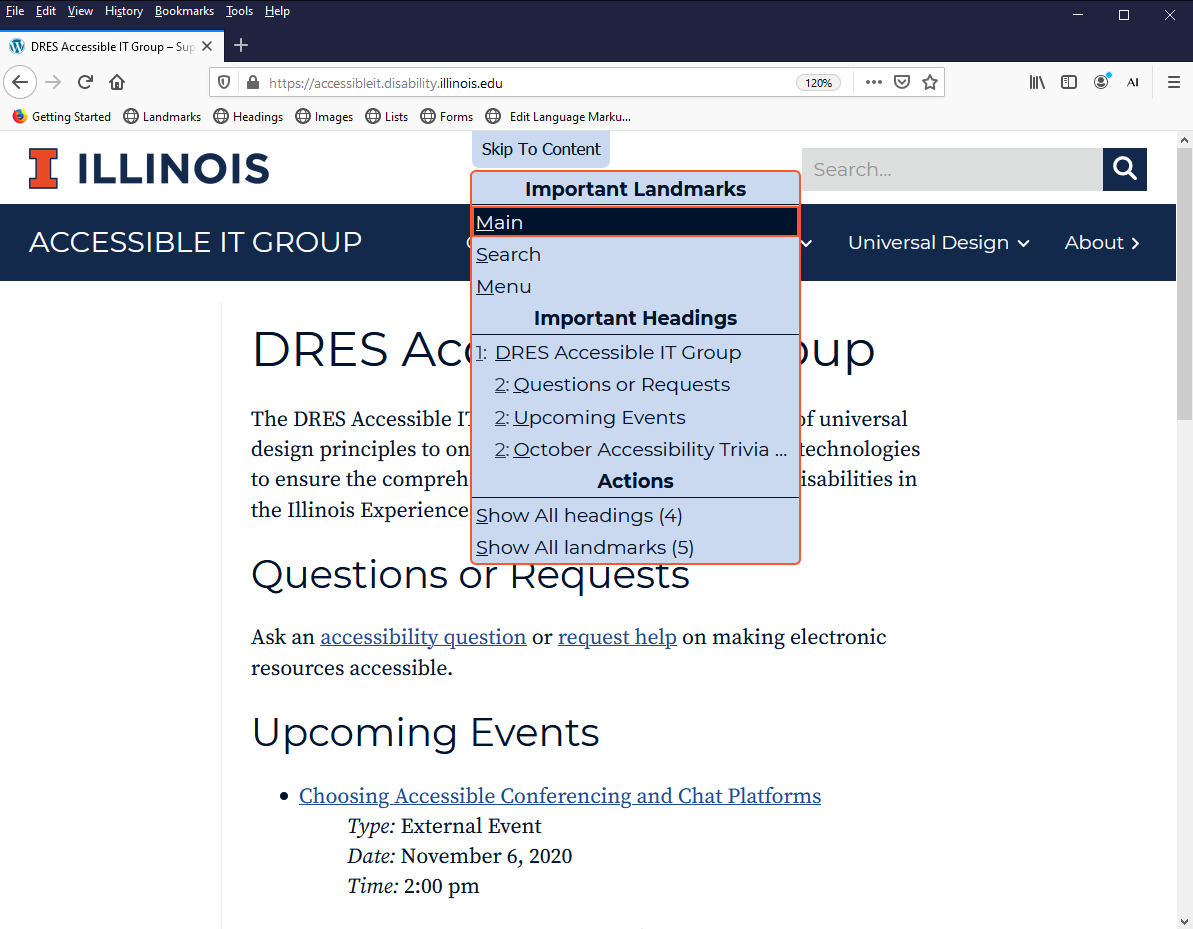 File Edit View History Bookmarks Tools Help
DRES Accessible IT Group – Sup
https://accessibleit.disability.illinois.edu 120%
AI
Getting Started Landmarks Headings Images Lists Forms Edit Language Marku...
Skip To Content
I ILLINOIS
Search...
Important Landmarks
Main
Search
Menu
ACCESSIBLE IT GROUP
Universal Design
About
Important Headings
1: DRES Accessible IT Group
2: Questions or Requests
2: Upcoming Events
2: October Accessibility Trivia ...
Actions
Show All headings (4)
Show All landmarks (5)
DRES Acc oup
The DRES Accessible IT of universal
design principles to on technologies
to ensure the compreh isabilities in
the Illinois Experience
Questions or Requests
Ask an accessibility question or request help on making electronic
resources accessible.
Upcoming Events
• Choosing Accessible Conferencing and Chat Platforms
Type: External Event
Date: November 6, 2020
Time: 2:00 pm